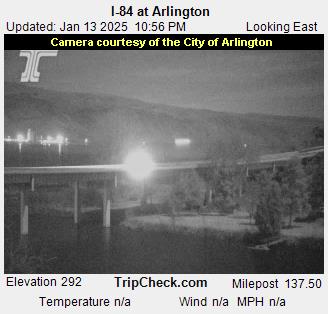 I-84 at Arlington
Updated: Jan 13 2025 10:56 PM Looking East
Camera courtesy of the City of Arlington
Elevation 292 TripCheck.com Milepost 137.50
Temperature n/a Wind n/a MPH n/a